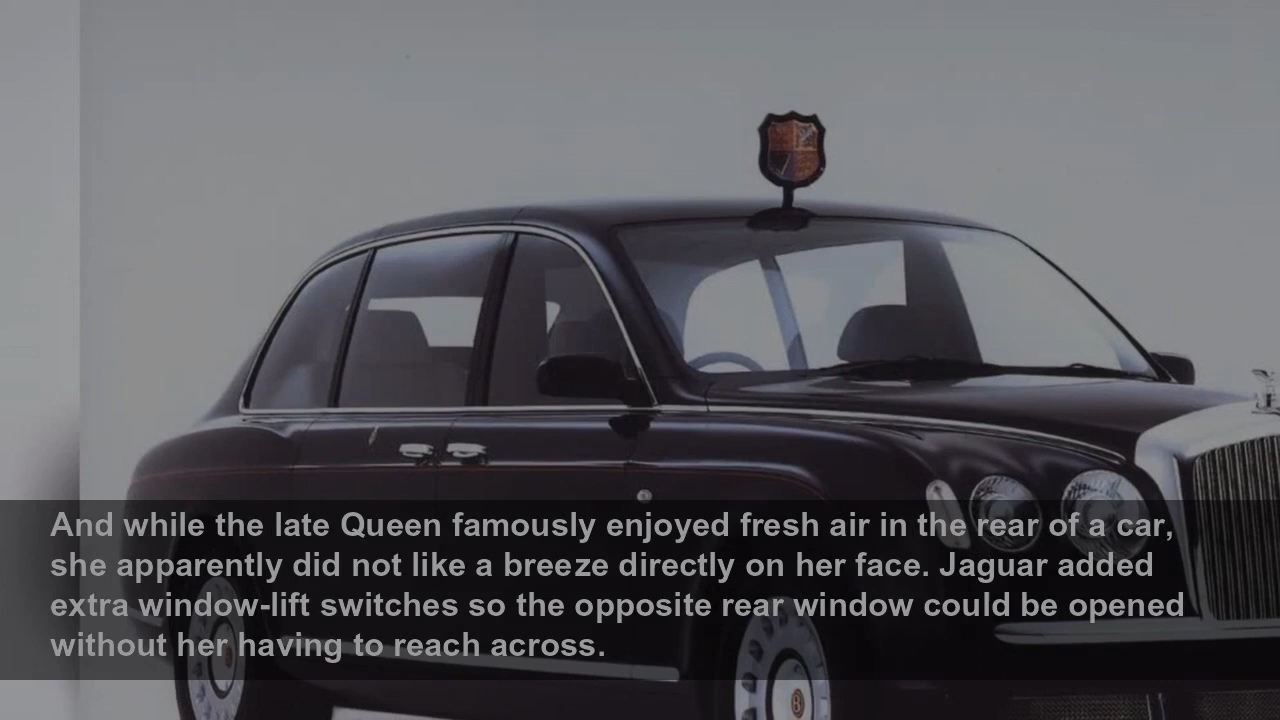 And while the late Queen famously enjoyed fresh air in the rear of a car,
she apparently did not like a breeze directly on her face. Jaguar added
extra window-lift switches so the opposite rear window could be opened
without her having to reach across.
B